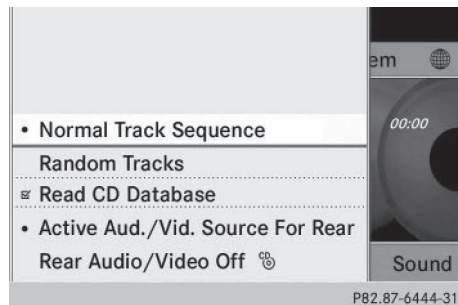 em
00:00
• Normal Track Sequence
Random Tracks
Read CD Database
• Active Aud./Vid. Source For Rear
Rear Audio/Video Off
Sound
P82.87-6444-31